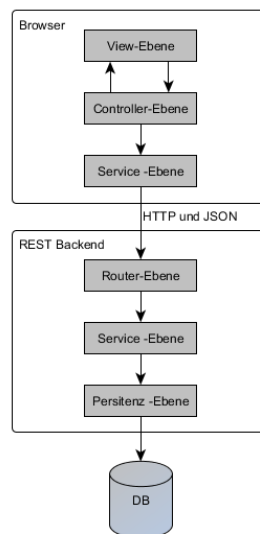 Browser
View-Ebene
Controller-Ebene
Service -Ebene
HTTP und JSON
REST Backend
Router-Ebene
Service -Ebene
Persitenz -Ebene
DB